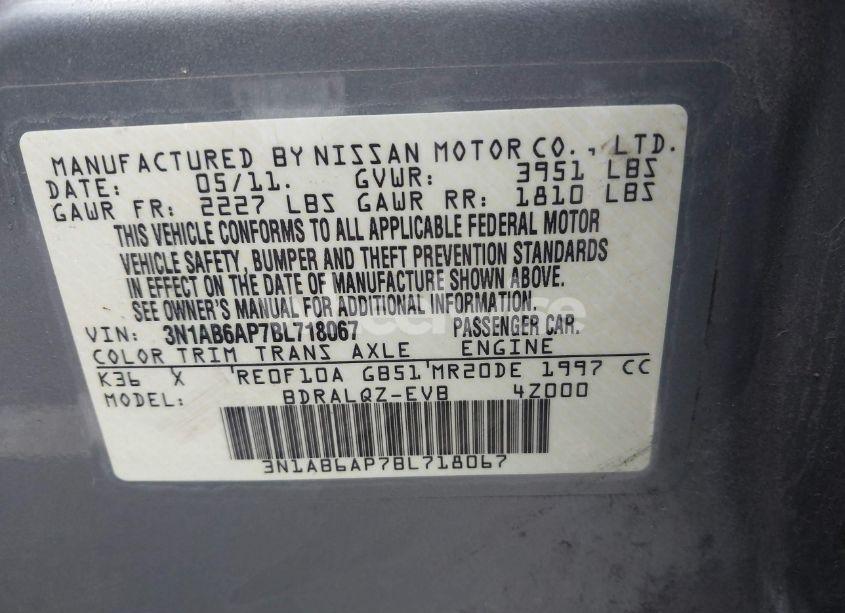 MANUFACTURED BY NISSAN MOTOR CO., LTD.
DATE: 05/11. GVWR: 3951 LBS
GAWR FR: 2227 LBS GAWR RR: 1810 LBS
THIS VEHICLE CONFORMS TO ALL APPLICABLE FEDERAL MOTOR
VEHICLE SAFETY, BUMPER AND THEFT PREVENTION STANDARDS
IN EFFECT ON THE DATE OF MANUFACTURE SHOWN ABOVE.
SEE OWNER'S MANUAL FOR ADDITIONAL INFORMATION.
VIN: 3N1AB6AP7BL718067 PASSENGER CAR.
COLOR TRIM TRANS AXLE ENGINE
K36 X RE0F10A GB51 MR20DE 1997 CC
MODEL: BDRALQZ-EVB 4Z000
3N1AB6AP7BL718067